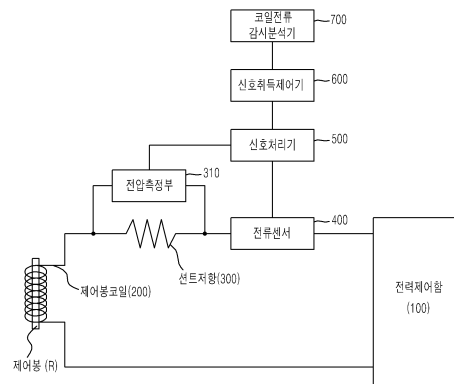 코일전류
감시분석기
700
신호취득제어기
600
신호처리기
500
전압측정부
310
전류센서
400
션트저항(300)
제어봉코일(200)
제어봉 (R)
전력제어함
(100)